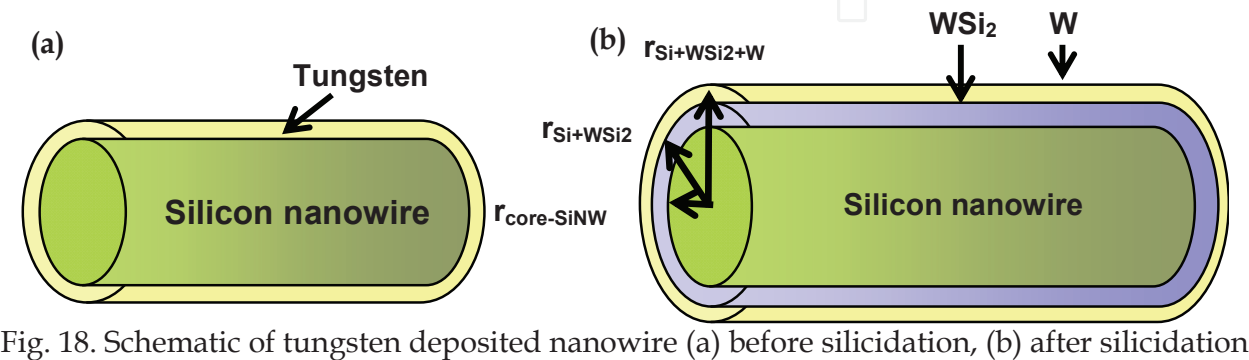 (a)
Tungsten
Silicon nanowire
(b)
r_Si+WSi2+W
r_Si+WSi2
r_core-SiNW
WSi₂
W
Silicon nanowire
Fig. 18. Schematic of tungsten deposited nanowire (a) before silicidation, (b) after silicidation